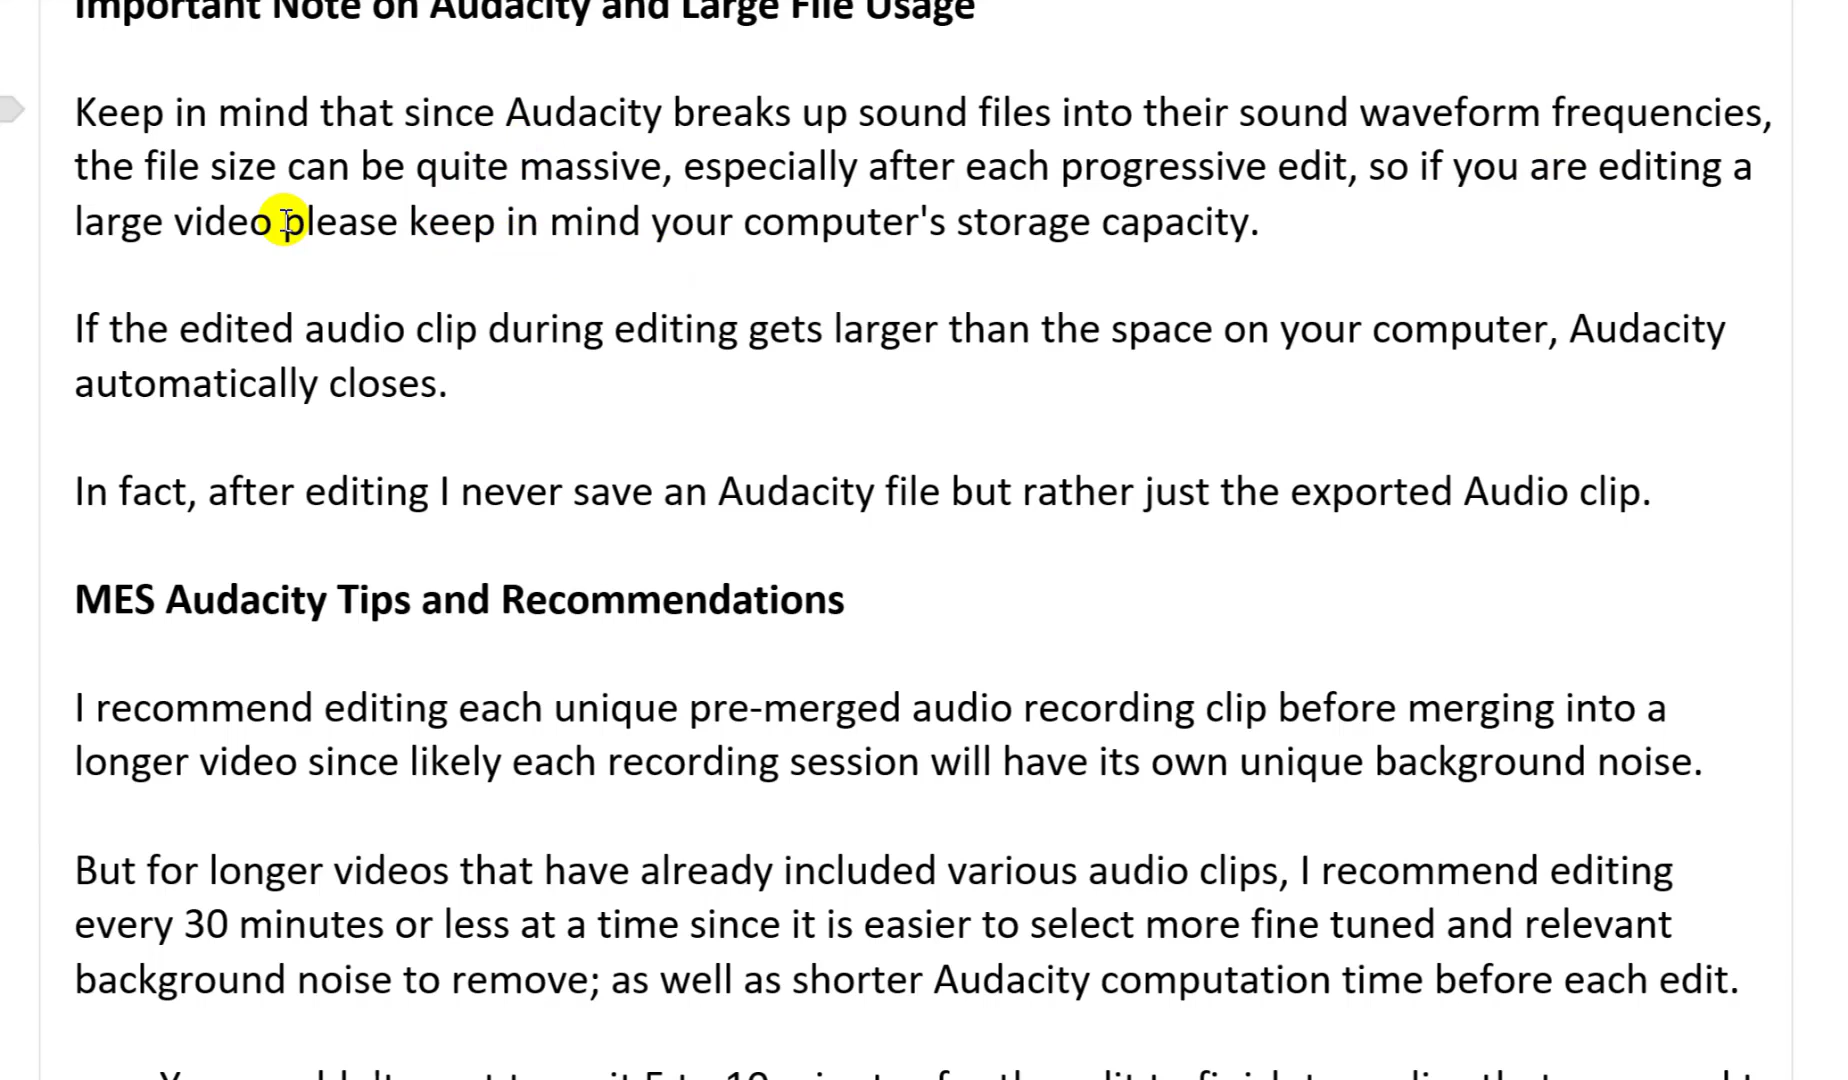 Important Note on Audacity and Large File Usage
Keep in mind that since Audacity breaks up sound files into their sound waveform frequencies,
the file size can be quite massive, especially after each progressive edit, so if you are editing a
large video please keep in mind your computer's storage capacity.
If the edited audio clip during editing gets larger than the space on your computer, Audacity
automatically closes.
In fact, after editing I never save an Audacity file but rather just the exported Audio clip.
MES Audacity Tips and Recommendations
I recommend editing each unique pre-merged audio recording clip before merging into a
longer video since likely each recording session will have its own unique background noise.
But for longer videos that have already included various audio clips, I recommend editing
every 30 minutes or less at a time since it is easier to select more fine tuned and relevant
background noise to remove; as well as shorter Audacity computation time before each edit.